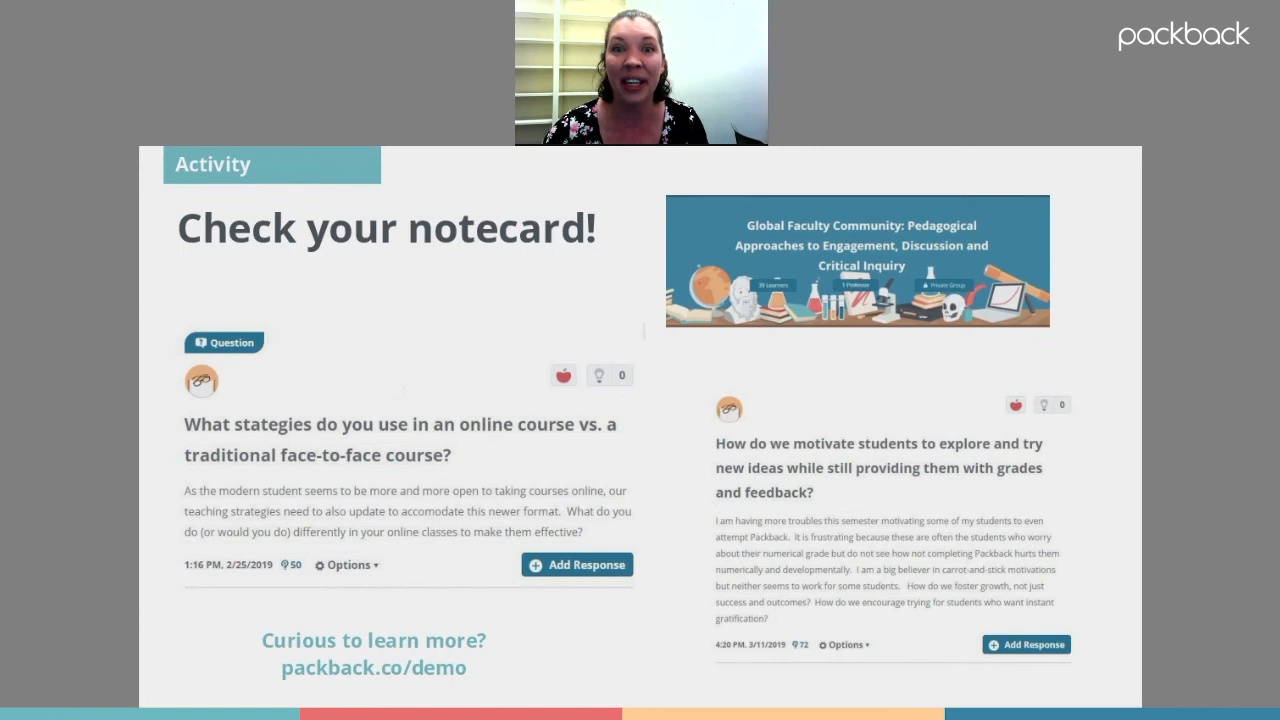 packback
Activity
Check your notecard!
Global Faculty Community: Pedagogical
Approaches to Engagement, Discussion and
Critical Inquiry
39 Learners
1 Professor
Private Group
Question
0
What stategies do you use in an online course vs. a
traditional face-to-face course?
As the modern student seems to be more and more open to taking courses online, our
teaching strategies need to also update to accomodate this newer format. What do you
do (or would you do) differently in your online classes to make them effective?
1:16 PM, 2/25/2019 50 Options
Add Response
Curious to learn more?
packback.co/demo
0
How do we motivate students to explore and try
new ideas while still providing them with grades
and feedback?
I am having more troubles this semester motivating some of my students to even
attempt Packback. It is frustrating because these are often the students who worry
about their numerical grade but do not see how not completing Packback hurts them
numerically and developmentally. I am a big believer in carrot-and-stick motivations
but neither seems to work for some students. How do we foster growth, not just
success and outcomes? How do we encourage trying for students who want instant
gratification?
4:20 PM, 3/11/2019 72 Options
Add Response